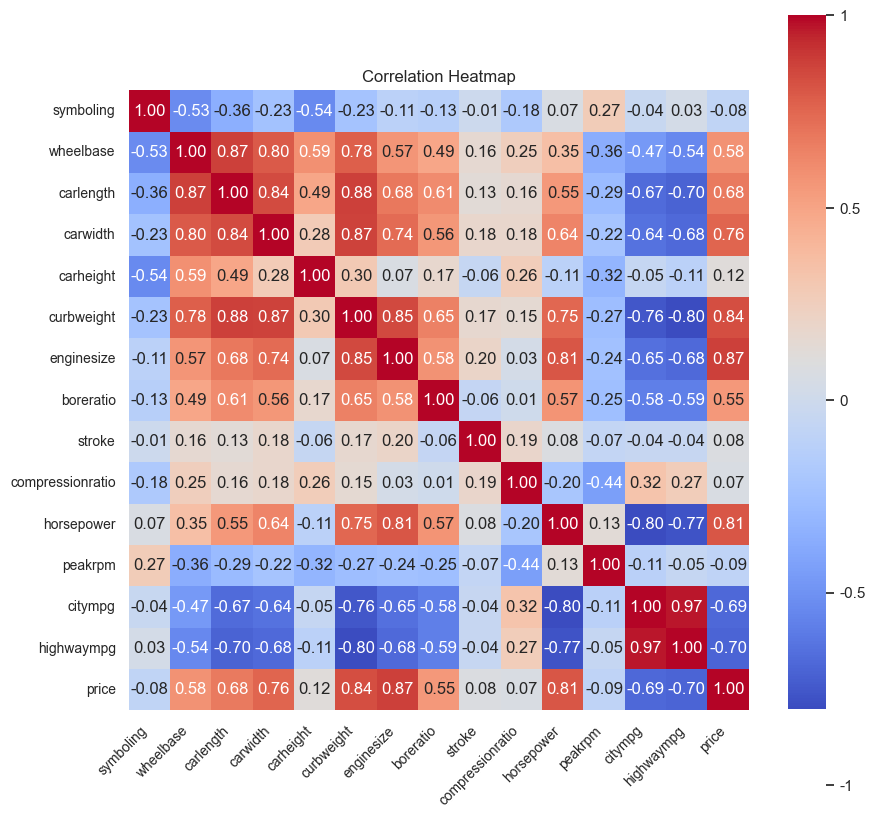 Correlation Heatmap
symboling 1.00 -0.53 -0.36 -0.23 -0.54 -0.23 -0.11 -0.13 -0.01 -0.18 0.07 0.27 -0.04 0.03 -0.08
wheelbase -0.53 1.00 0.87 0.80 0.59 0.78 0.57 0.49 0.16 0.25 0.35 -0.36 -0.47 -0.54 0.58
carlength -0.36 0.87 1.00 0.84 0.49 0.88 0.68 0.61 0.13 0.16 0.55 -0.29 -0.67 -0.70 0.68
carwidth -0.23 0.80 0.84 1.00 0.28 0.87 0.74 0.56 0.18 0.18 0.64 -0.22 -0.64 -0.68 0.76
carheight -0.54 0.59 0.49 0.28 1.00 0.30 0.07 0.17 -0.06 0.26 -0.11 -0.32 -0.05 -0.11 0.12
curbweight -0.23 0.78 0.88 0.87 0.30 1.00 0.85 0.65 0.17 0.15 0.75 -0.27 -0.76 -0.80 0.84
enginesize -0.11 0.57 0.68 0.74 0.07 0.85 1.00 0.58 0.20 0.03 0.81 -0.24 -0.65 -0.68 0.87
boreratio -0.13 0.49 0.61 0.56 0.17 0.65 0.58 1.00 -0.06 0.01 0.57 -0.25 -0.58 -0.59 0.55
stroke -0.01 0.16 0.13 0.18 -0.06 0.17 0.20 -0.06 1.00 0.19 0.08 -0.07 -0.04 -0.04 0.08
compressionratio -0.18 0.25 0.16 0.18 0.26 0.15 0.03 0.01 0.19 1.00 -0.20 -0.44 0.32 0.27 0.07
horsepower 0.07 0.35 0.55 0.64 -0.11 0.75 0.81 0.57 0.08 -0.20 1.00 0.13 -0.80 -0.77 0.81
peakrpm 0.27 -0.36 -0.29 -0.22 -0.32 -0.27 -0.24 -0.25 -0.07 -0.44 0.13 1.00 -0.11 -0.05 -0.09
citympg -0.04 -0.47 -0.67 -0.64 -0.05 -0.76 -0.65 -0.58 -0.04 0.32 -0.80 -0.11 1.00 0.97 -0.69
highwaympg 0.03 -0.54 -0.70 -0.68 -0.11 -0.80 -0.68 -0.59 -0.04 0.27 -0.77 -0.05 0.97 1.00 -0.70
price -0.08 0.58 0.68 0.76 0.12 0.84 0.87 0.55 0.08 0.07 0.81 -0.09 -0.69 -0.70 1.00
symboling wheelbase carlength carwidth carheight curbweight enginesize boreratio stroke compressionratio horsepower peakrpm citympg highwaympg price
1
0.5
0
-0.5
-1